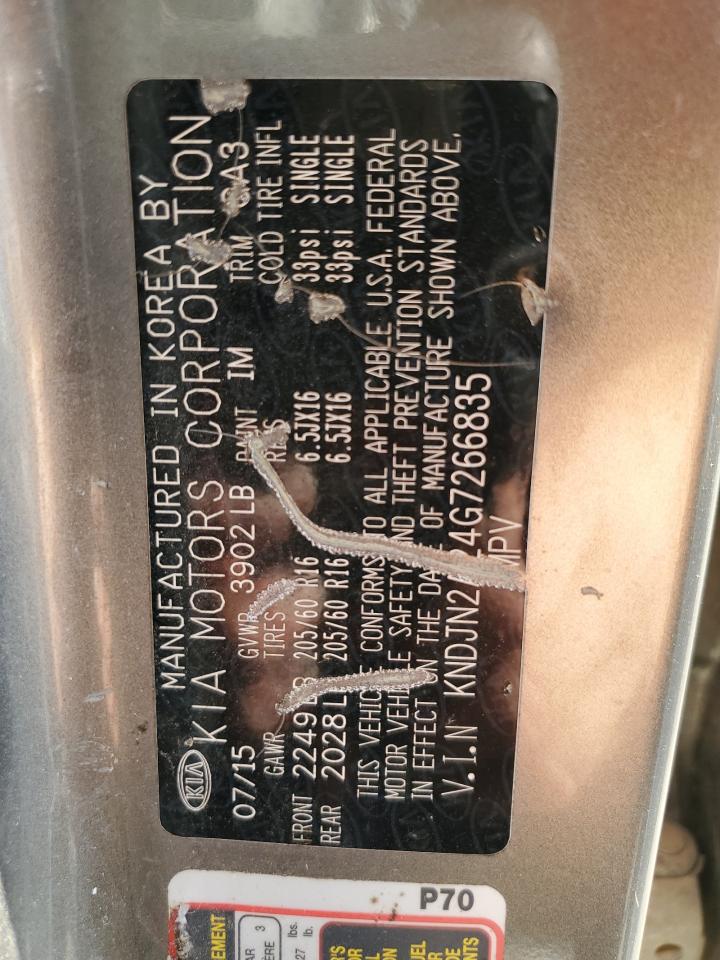 MANUFACTURED IN KOREA BY
KIA KIA MOTORS CORPORATION
07/15 GVWR 3902 LB PAINT IM TRIM
GAWR TIRES RIMS COLD TIRE INFL
FRONT 2249 LB 205/60 R16 6.5JX16 33psi SINGLE
REAR 2028 L 205/60 R16 6.5JX16 33psi SINGLE
THIS VEHICLE CONFORMS TO ALL APPLICABLE U.S.A. FEDERAL
MOTOR VEHICLE SAFETY AND THEFT PREVENTION STANDARDS
IN EFFECT ON THE DATE OF MANUFACTURE SHOWN ABOVE.
V.I.N KNDJN2 4G7266835
MPV
P70